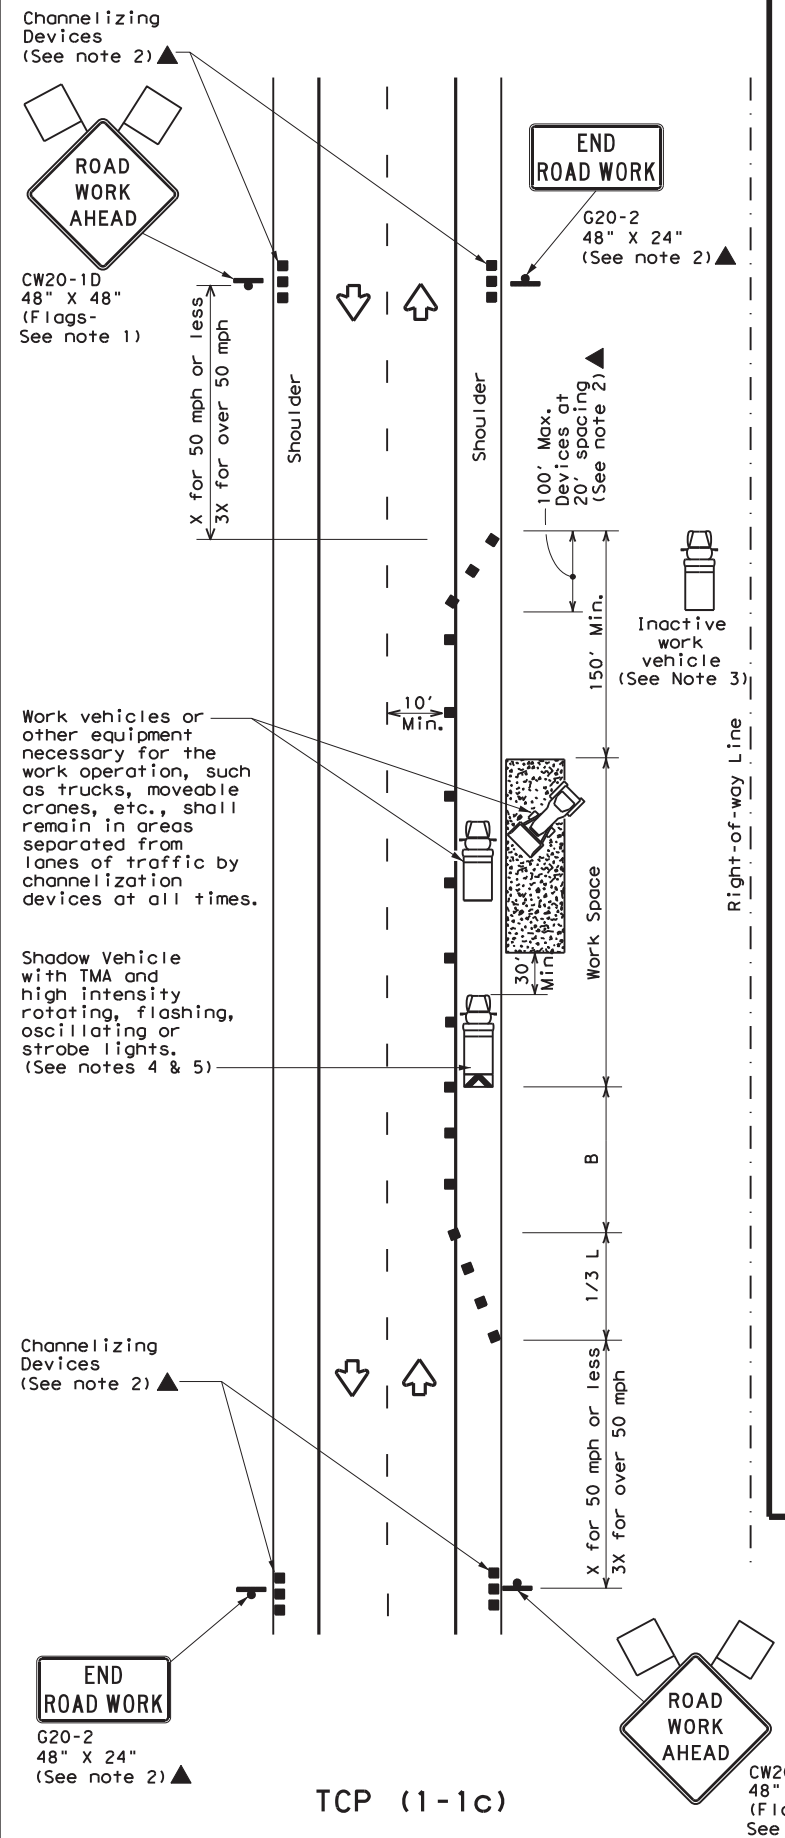 Channelizing
Devices
(See note 2)
ROAD
WORK
AHEAD
CW20-1D
48" X 48"
(Flags-
See note 1)
END
ROAD WORK
G20-2
48" X 24"
(See note 2)
X for 50 mph or less
3X for over 50 mph
Shoulder
Shoulder
100' Max.
Devices at
20' spacing
(See note 2)
150' Min.
Inactive
work
vehicle
(See Note 3)
10'
Min.
Work vehicles or
other equipment
necessary for the
work operation, such
as trucks, moveable
cranes, etc., shall
remain in areas
separated from
lanes of traffic by
channelization
devices at all times.
Right-of-way Line
Work Space
30'
Min.
Shadow Vehicle
with TMA and
high intensity
rotating, flashing,
oscillating or
strobe lights.
(See notes 4 & 5)
B
1/3 L
Channelizing
Devices
(See note 2)
X for 50 mph or less
3X for over 50 mph
END
ROAD WORK
G20-2
48" X 24"
(See note 2)
ROAD
WORK
AHEAD
48"
See
TCP (1-1c)